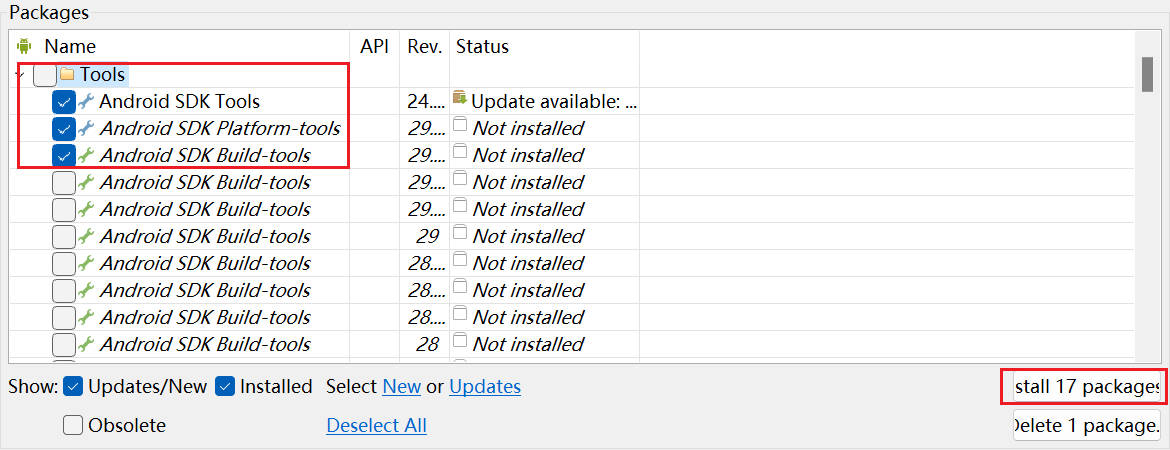 Packages
Name API Rev. Status
Tools
Android SDK Tools 24.... Update available: ...
Android SDK Platform-tools 29.... Not installed
Android SDK Build-tools 29.... Not installed
Android SDK Build-tools 29.... Not installed
Android SDK Build-tools 29.... Not installed
Android SDK Build-tools 29 Not installed
Android SDK Build-tools 28.... Not installed
Android SDK Build-tools 28.... Not installed
Android SDK Build-tools 28.... Not installed
Android SDK Build-tools 28 Not installed
Show: Updates/New Installed Select New or Updates stall 17 packages
Obsolete Deselect All Delete 1 package.